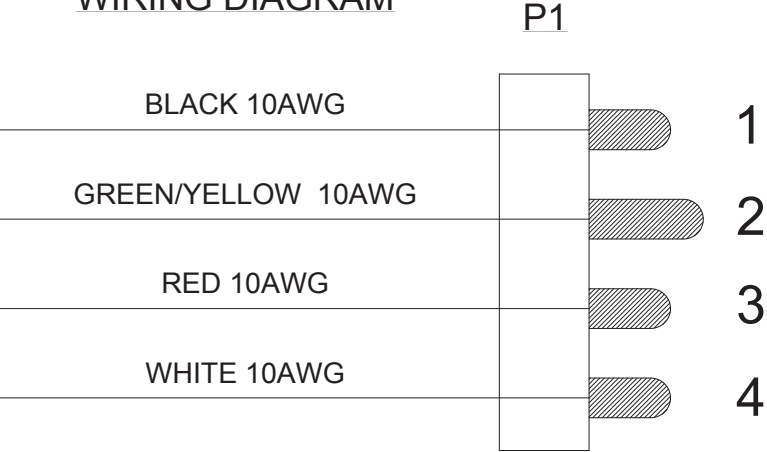 WIRING DIAGRAM
P1
BLACK 10AWG
1
GREEN/YELLOW 10AWG
2
RED 10AWG
3
WHITE 10AWG
4